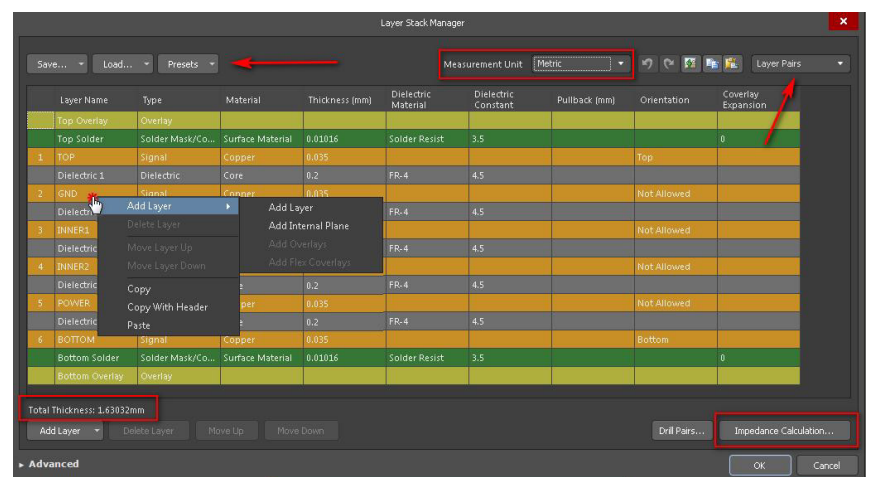 Layer Stack Manager
Save... Load... Presets Measurement Unit Metric Layer Pairs
Layer Name Type Material Thickness (mm) Dielectric Material Dielectric Constant Pullback (mm) Orientation Coverlay Expansion
Top Overlay Overlay
Top Solder Solder Mask/Co... Surface Material 0.01016 Solder Resist 3.5 0
1 TOP Signal Copper 0.035 Top
Dielectric 1 Dielectric Core 0.2 FR-4 4.5
2 GND Signal Copper 0.035 Not Allowed
Add Layer Add Layer FR-4 4.5
Delete Layer Add Internal Plane
3 INNER1 Not Allowed
Move Layer Up Add Overlays FR-4 4.5
4 INNER2 Move Layer Down Add Flex Coverlays Not Allowed
Dielectric Copy 0.2 FR-4 4.5
5 POWER Copy With Header 0.035 Not Allowed
Dielectric Paste 0.2 FR-4 4.5
6 BOTTOM Signal Copper 0.035 Bottom
Bottom Solder Solder Mask/Co... Surface Material 0.01016 Solder Resist 3.5 0
Bottom Overlay Overlay
Total Thickness: 1.63032mm
Add Layer Delete Layer Move Up Move Down Drill Pairs... Impedance Calculation...
Advanced OK Cancel